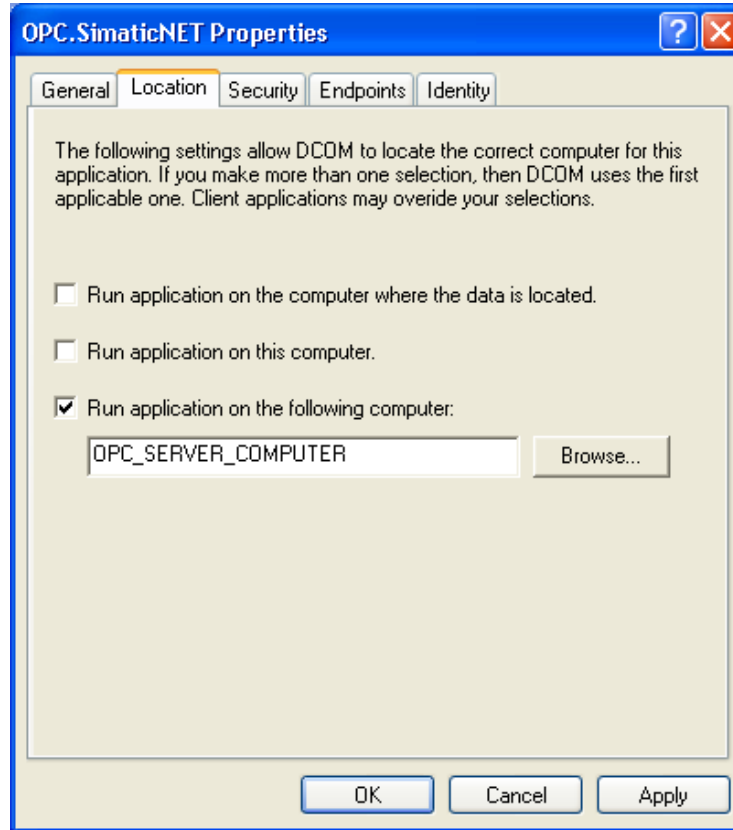 OPC.SimaticNET Properties
General Location Security Endpoints Identity
The following settings allow DCOM to locate the correct computer for this
application. If you make more than one selection, then DCOM uses the first
applicable one. Client applications may overide your selections.
Run application on the computer where the data is located.
Run application on this computer.
Run application on the following computer:
OPC_SERVER_COMPUTER Browse...
OK Cancel Apply